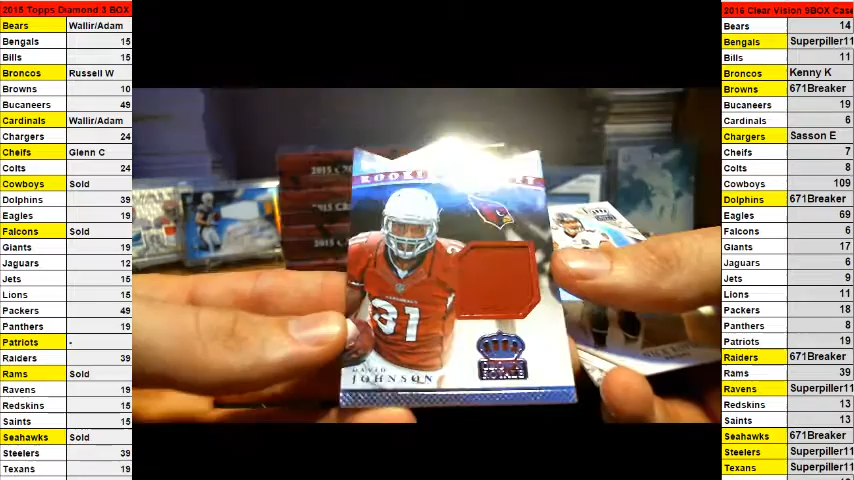 2015 Topps Diamond 3 BOX
Bears Wallir/Adam
Bengals 15
Bills 15
Broncos Russell W
Browns 10
Bucaneers 49
Cardinals Wallir/Adam
Chargers 24
Cheifs Glenn C
Colts 24
Cowboys Sold
Dolphins 39
Eagles 19
Falcons Sold
Giants 19
Jaguars 12
Jets 15
Lions 15
Packers 49
Panthers 19
Patriots -
Raiders 39
Rams Sold
Ravens 19
Redskins 15
Saints 15
Seahawks Sold
Steelers 39
Texans 19
2015
2015
2015
ROOKIE
CARDINALS
31
DAVID
JOHNSON
ROYALE
2016 Clear Vision 9BOX Case
Bears 14
Bengals Superpiller11
Bills 11
Broncos Kenny K
Browns 671Breaker
Bucaneers 19
Cardinals 6
Chargers Sasson E
Cheifs 7
Colts 8
Cowboys 109
Dolphins 671Breaker
Eagles 69
Falcons 6
Giants 17
Jaguars 6
Jets 9
Lions 11
Packers 18
Panthers 8
Patriots 19
Raiders 671Breaker
Rams 39
Ravens Superpiller11
Redskins 13
Saints 13
Seahawks 671Breaker
Steelers Superpiller11
Texans Superpiller11